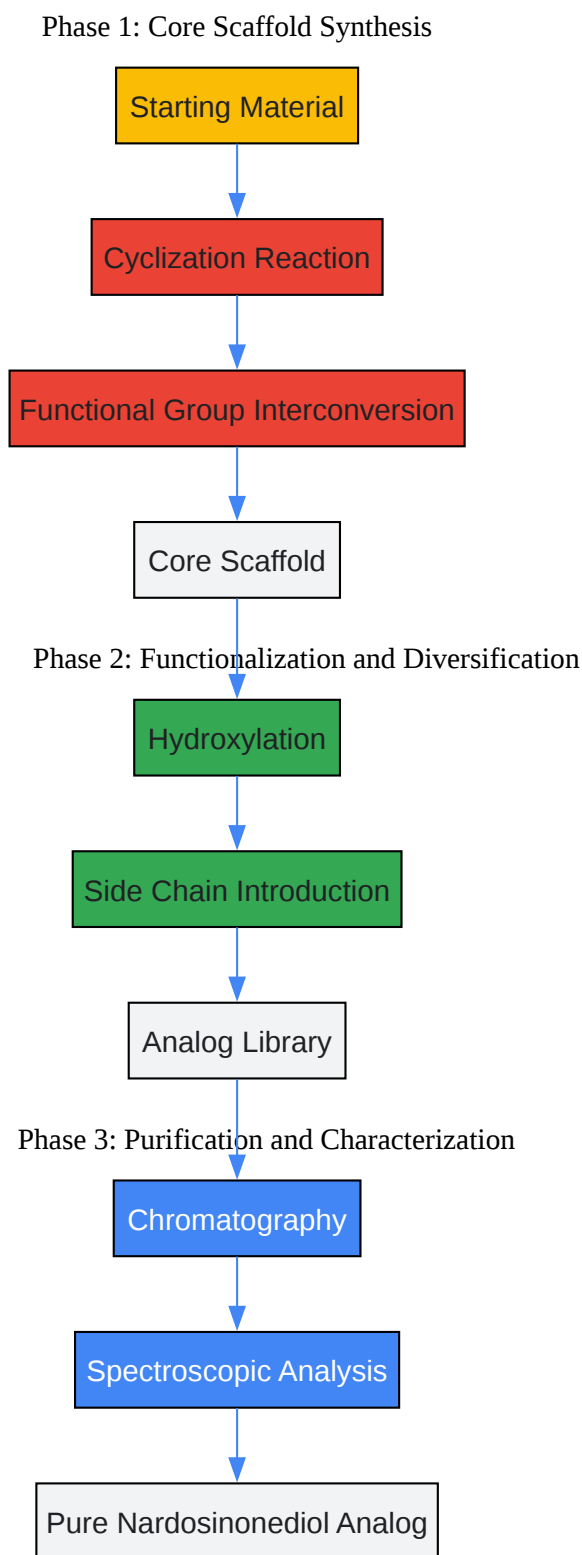 Phase 1: Core Scaffold Synthesis
Starting Material
Cyclization Reaction
Functional Group Interconversion
Core Scaffold
Phase 2: Functionalization and Diversification
Hydroxylation
Side Chain Introduction
Analog Library
Phase 3: Purification and Characterization
Chromatography
Spectroscopic Analysis
Pure Nardosinonediol Analog